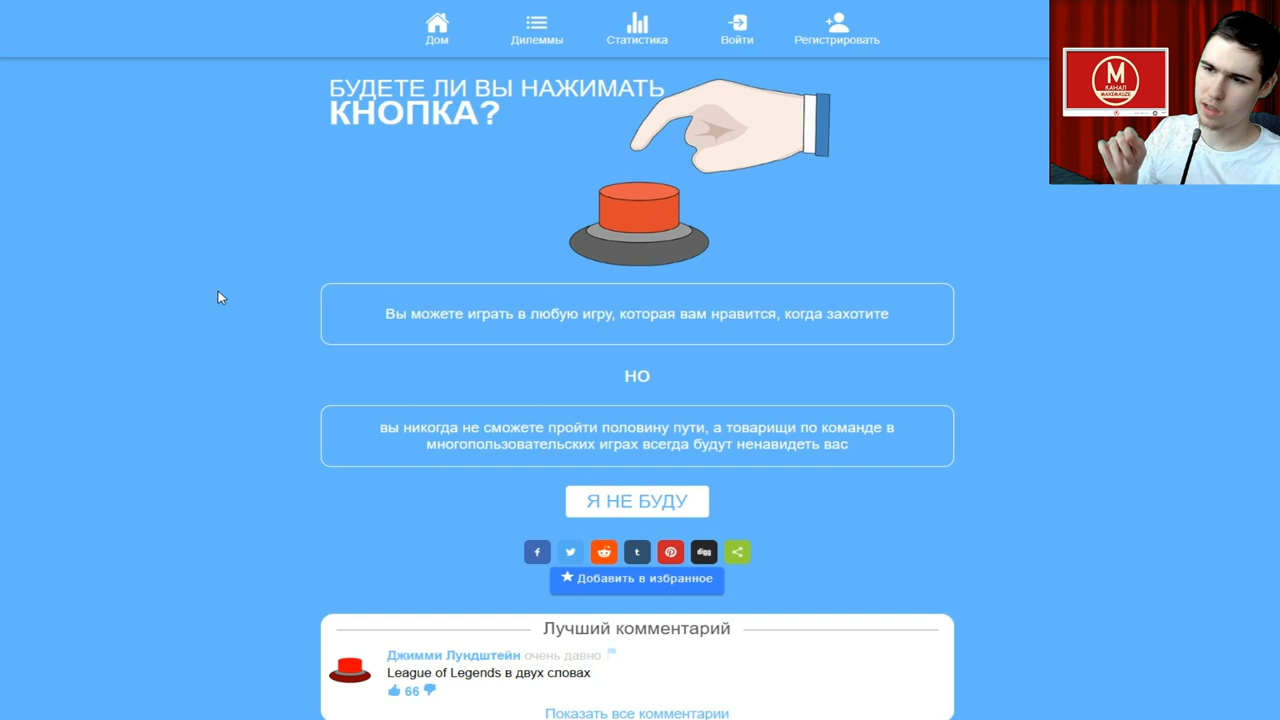 Дом
Дилеммы
Статистика
Войти
Регистрировать
М
КАНАЛ
MAXIMADZE
БУДЕТЕ ЛИ ВЫ НАЖИМАТЬ
КНОПКА?
Вы можете играть в любую игру, которая вам нравится, когда захотите
НО
вы никогда не сможете пройти половину пути, а товарищи по команде в
многопользовательских играх всегда будут ненавидеть вас
Я НЕ БУДУ
digg
Добавить в избранное
Лучший комментарий
Джимми Лундштейн очень давно
League of Legends в двух словах
66
Показать все комментарии